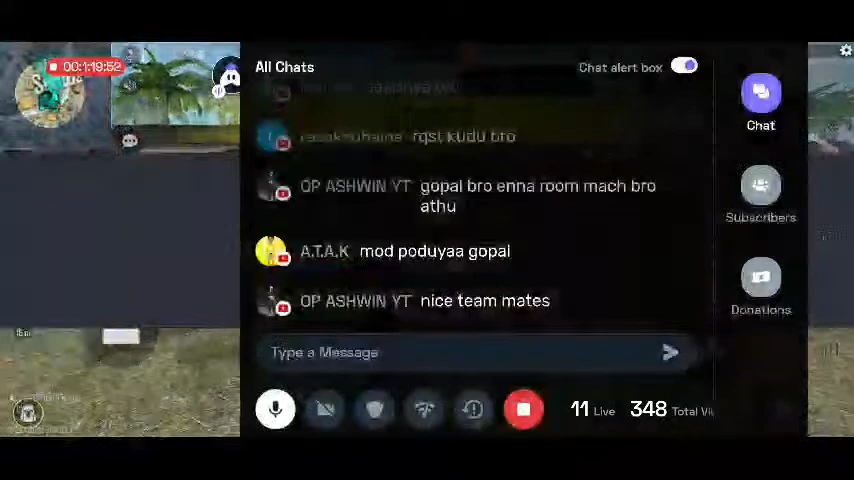 00:1:19:52
All Chats
Chat alert box
rqst kudu bro
OP ASHWIN YT gopal bro enna room mach bro
athu
A.T.A.K mod poduyaa gopal
OP ASHWIN YT nice team mates
Type a Message
11 Live 348 Total Vi
Chat
Subscribers
Donations